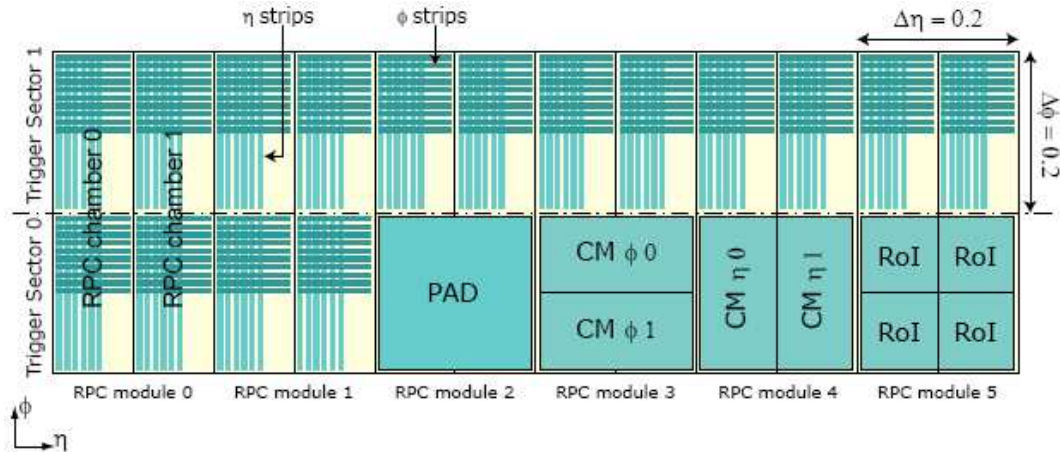 η strips
φ strips
Δη = 0.2
Trigger Sector 1
Δφ = 0.2
RPC chamber 0
RPC chamber 1
Trigger Sector 0
PAD
CM φ 0
CM φ 1
CM η 0
CM η 1
RoI RoI
RoI RoI
RPC module 0 RPC module 1 RPC module 2 RPC module 3 RPC module 4 RPC module 5
φ
η